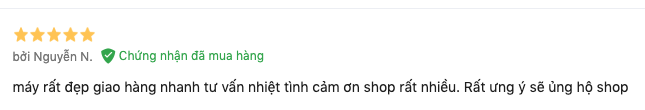 bởi Nguyễn N. Chứng nhận đã mua hàng
máy rất đẹp giao hàng nhanh tư vấn nhiệt tình cảm ơn shop rất nhiều. Rất ưng ý sẽ ủng hộ shop